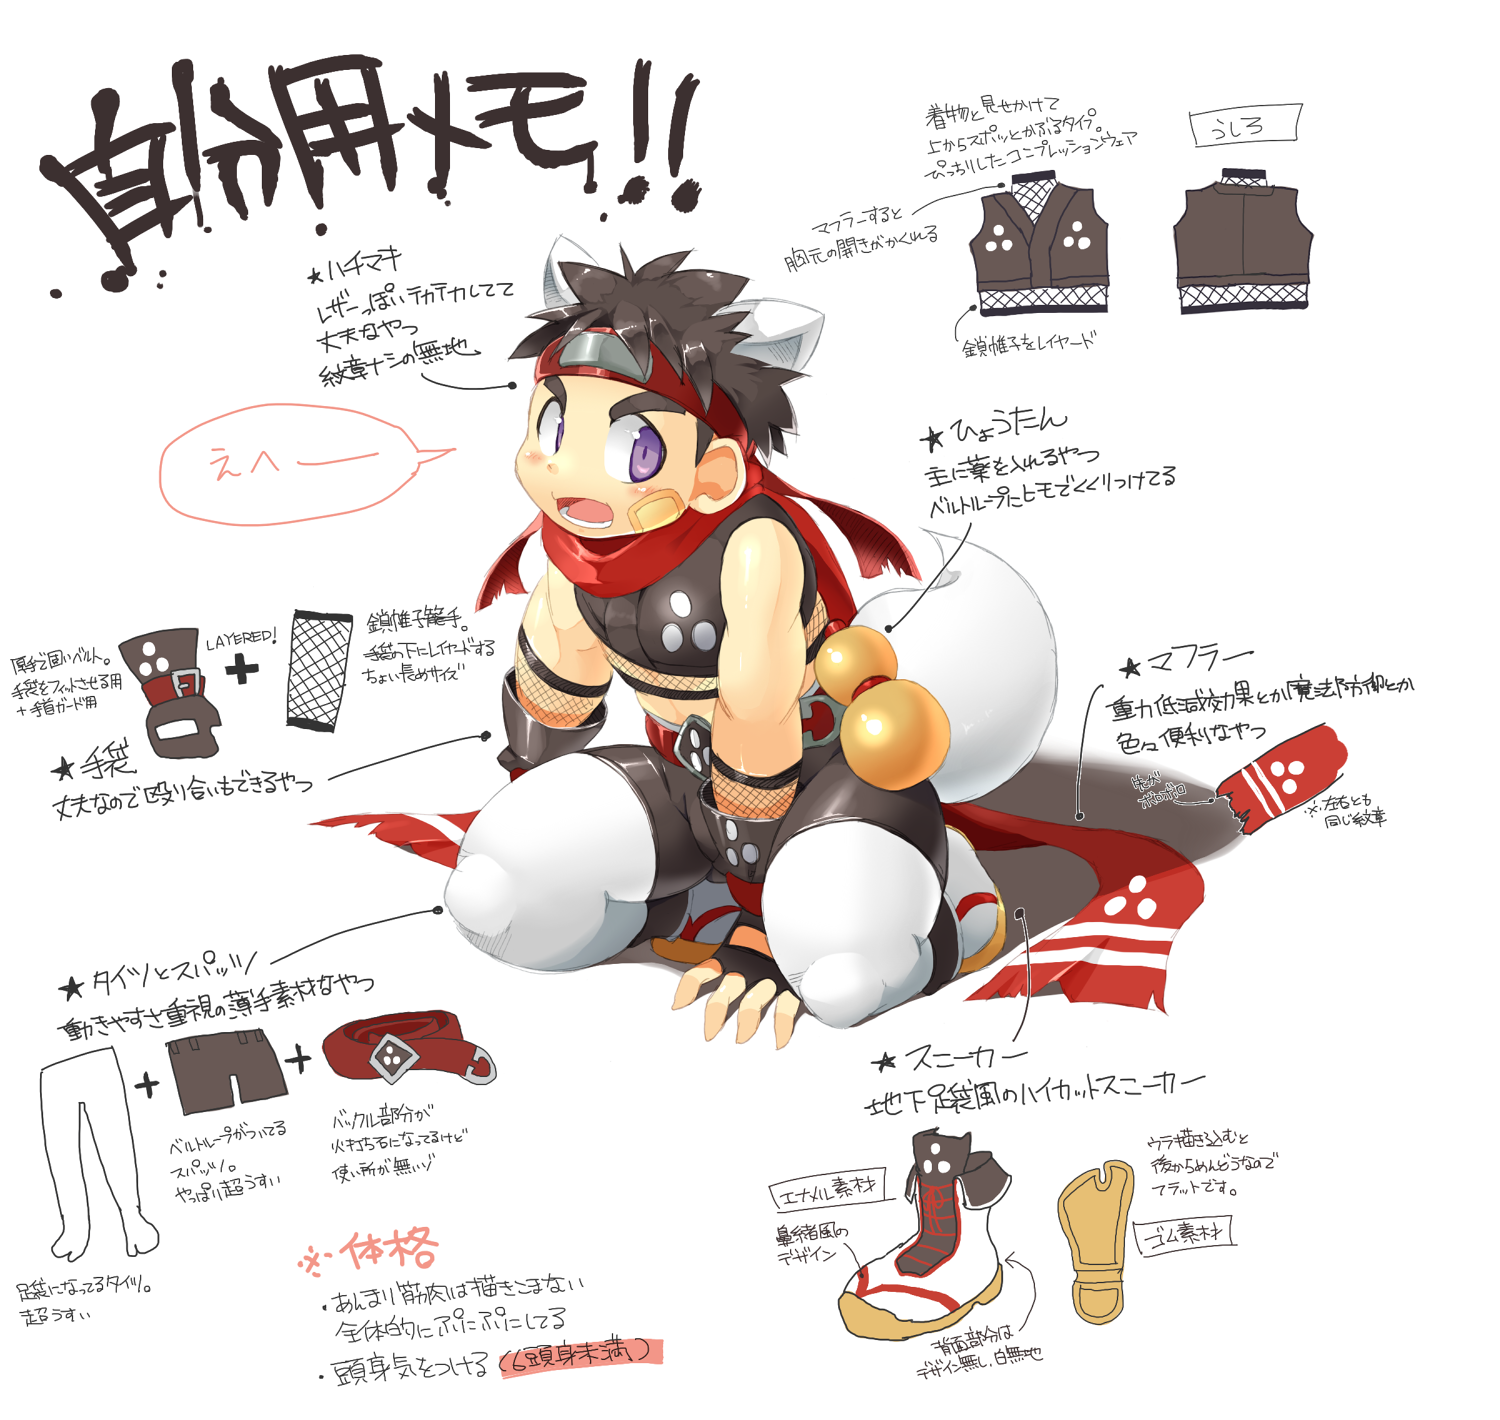 自分用メモ!!
着物と見せかけて
上からスポッとかぶるタイプ。
ぴっちりしたコンプレッションウェア
うしろ
マフラーすると
胸元の開きがかくれる
鎖帷子をレイヤード
★ハチマキ
レザーっぽいテカテカしてて
丈夫なやつ
紋章ナシの無地
えへー
★ひょうたん
主に薬を入れるやつ
ベルトループにヒモでくくりつけてる
厚手で固いベルト。
手袋をフィットさせる用
+手首ガード用
LAYERED!
+
鎖帷子籠手。
手袋の下にレイヤードする
ちょい長めサイズ
★手袋
丈夫なので殴り合いもできるやつ
★マフラー
重力低減効果とか魔法防御とか
色々便利なやつ
先が
ボロボロ
※左右とも
同じ紋章
★タイツとスパッツ
動きやすさ重視の薄手素材なやつ
+
+
ベルトループがついてる
スパッツ。
やっぱり超うすい
バックル部分が
火打ち石になってるけど
使い所が無いゾ
足袋になってるタイツ。
超うすい
★スニーカー
地下足袋風のハイカットスニーカー
エナメル素材
鼻緒風の
デザイン
ウラ描き込むと
後からめんどうなので
フラットです。
ゴム素材
背面部分は
デザイン無し、白無地
※体格
・あんまり筋肉は描きこまない
全体的にぷにぷにしてる
・頭身気をつける(6頭身未満)